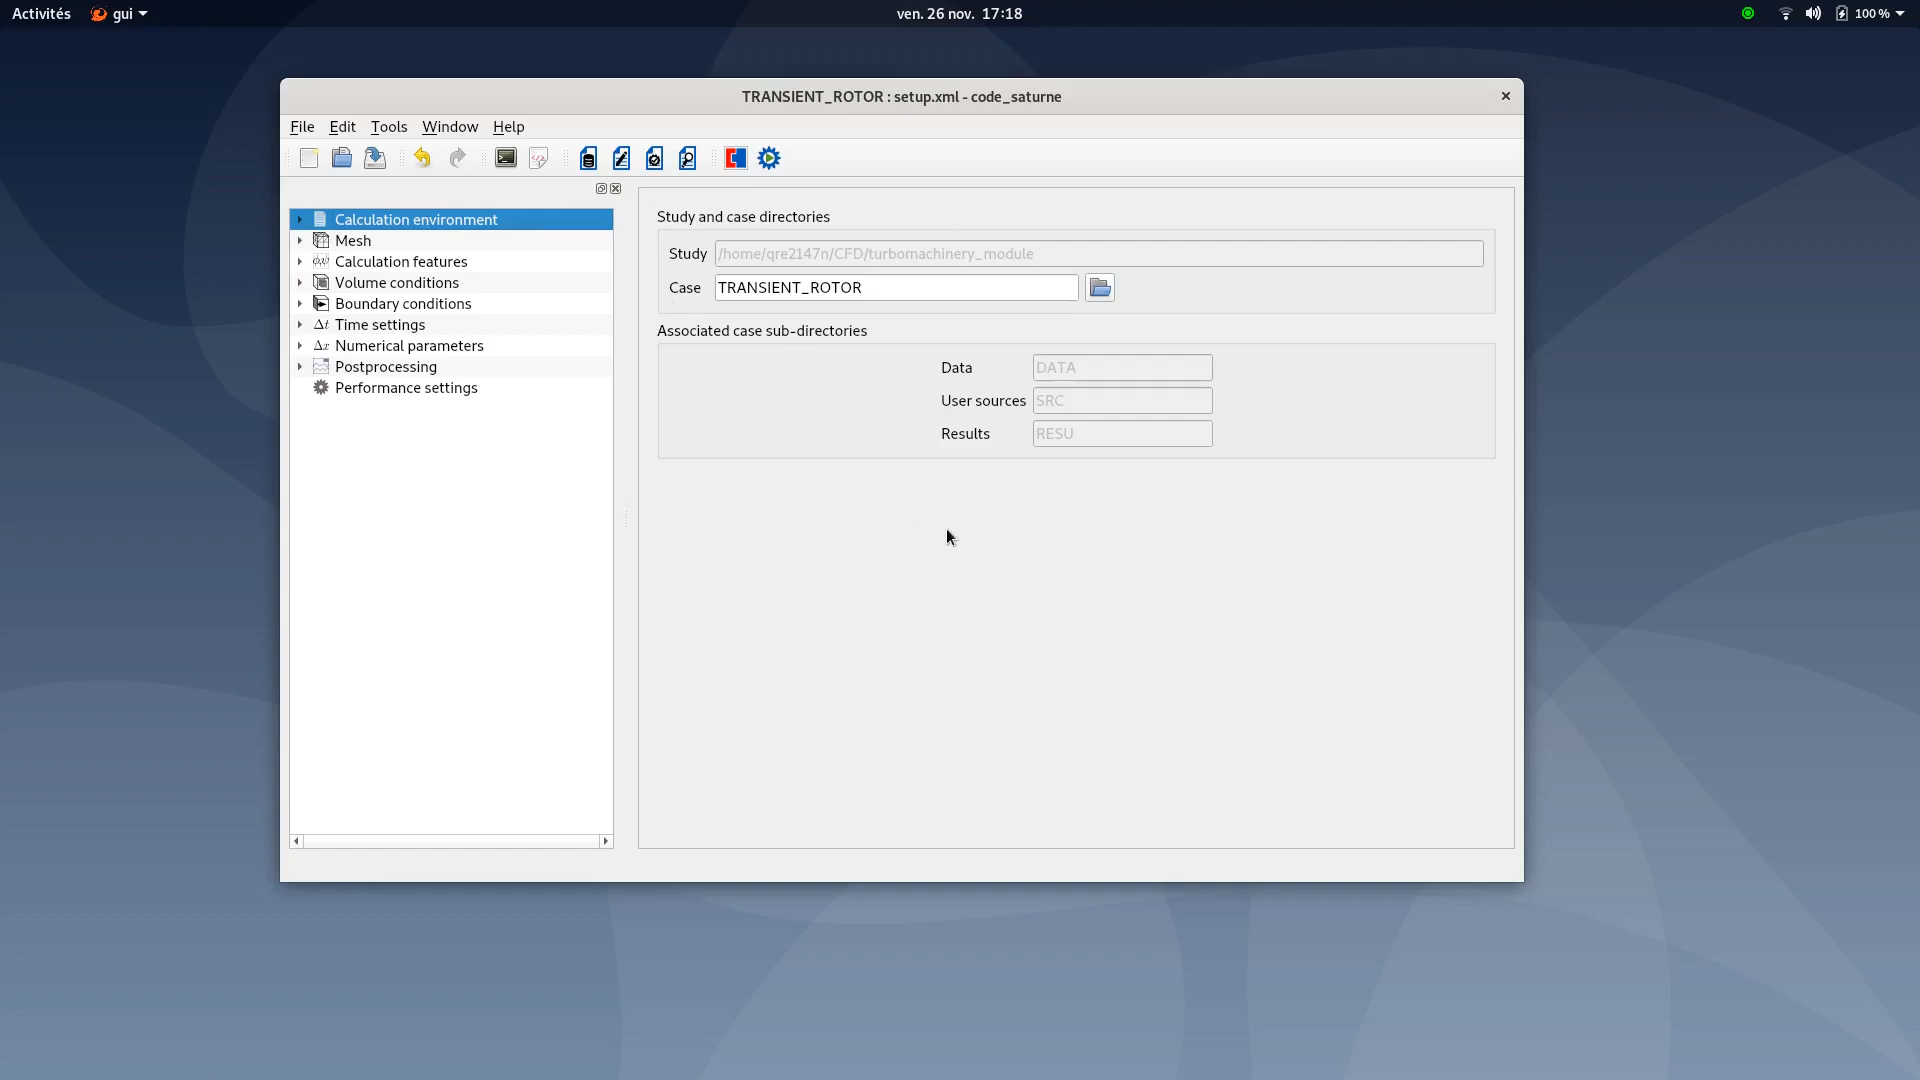 Activités gui ven. 26 nov. 17:18 100 %
TRANSIENT_ROTOR : setup.xml - code_saturne
File Edit Tools Window Help
Calculation environment
Mesh
Calculation features
Volume conditions
Boundary conditions
Δt Time settings
Δx Numerical parameters
Postprocessing
Performance settings
Study and case directories
Study /home/qre2147n/CFD/turbomachinery_module
Case TRANSIENT_ROTOR
Associated case sub-directories
Data DATA
User sources SRC
Results RESU